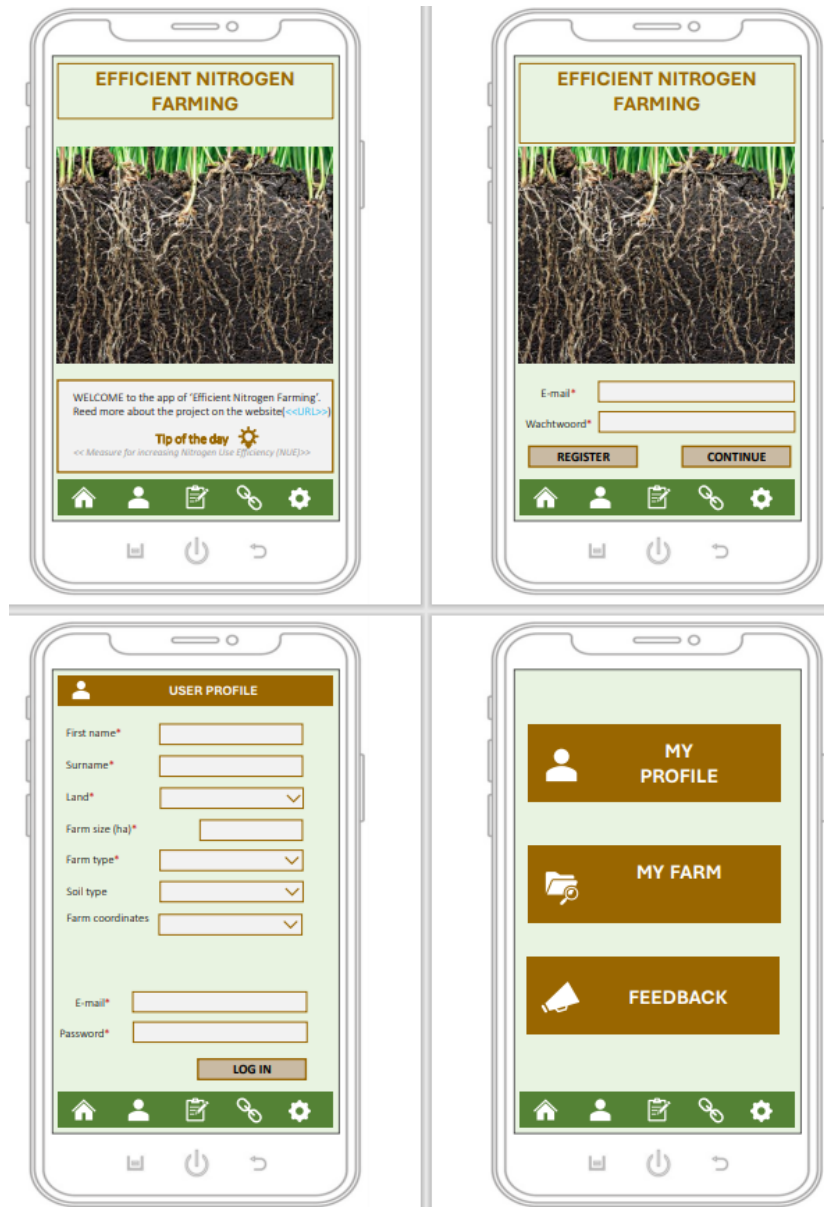 EFFICIENT NITROGEN
FARMING
WELCOME to the app of 'Efficient Nitrogen Farming'.
Reed more about the project on the website(<<URL>>)
Tip of the day
<< Measure for increasing Nitrogen Use Efficiency (NUE)>>
EFFICIENT NITROGEN
FARMING
E-mail*
Wachtwoord*
REGISTER
CONTINUE
USER PROFILE
First name*
Surname*
Land*
Farm size (ha)*
Farm type*
Soil type
Farm coordinates
E-mail*
Password*
LOG IN
MY
PROFILE
MY FARM
FEEDBACK